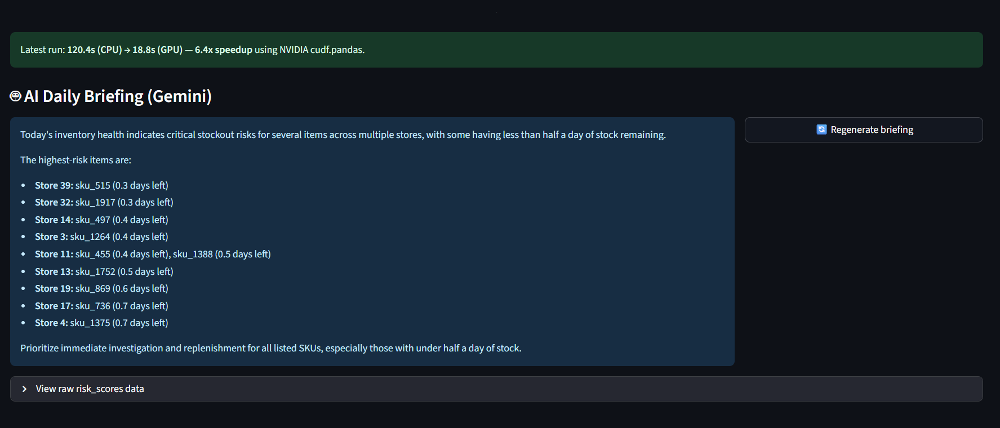 Latest run: 120.4s (CPU) → 18.8s (GPU) — 6.4x speedup using NVIDIA cudf.pandas.
AI Daily Briefing (Gemini)
Today's inventory health indicates critical stockout risks for several items across multiple stores, with some having less than half a day of stock remaining.
Regenerate briefing
The highest-risk items are:
• Store 39: sku_515 (0.3 days left)
• Store 32: sku_1917 (0.3 days left)
• Store 14: sku_497 (0.4 days left)
• Store 3: sku_1264 (0.4 days left)
• Store 11: sku_455 (0.4 days left), sku_1388 (0.5 days left)
• Store 13: sku_1752 (0.5 days left)
• Store 19: sku_869 (0.6 days left)
• Store 17: sku_736 (0.7 days left)
• Store 4: sku_1375 (0.7 days left)
Prioritize immediate investigation and replenishment for all listed SKUs, especially those with under half a day of stock.
View raw risk_scores data